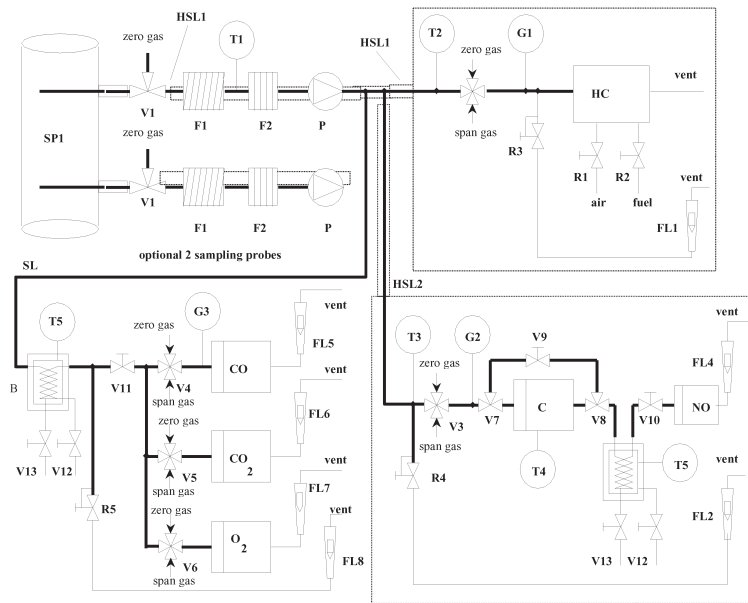 HSL1
zero gas
T1
V1
SP1
F1
F2
P
zero gas
V1
F1
F2
P
optional 2 sampling probes
HSL1
T2
zero gas
span gas
G1
HC
vent
R3
R1
air
R2
fuel
vent
FL1
SL
HSL2
T5
B
V13
V12
V11
R5
zero gas
G3
V4
span gas
CO
vent
FL5
zero gas
V5
span gas
CO2
vent
FL6
zero gas
V6
span gas
O2
vent
FL7
vent
FL8
T3
zero gas
G2
V3
span gas
V9
V7
C
V8
T4
V10
NO
vent
FL4
R4
T5
V13
V12
vent
FL2